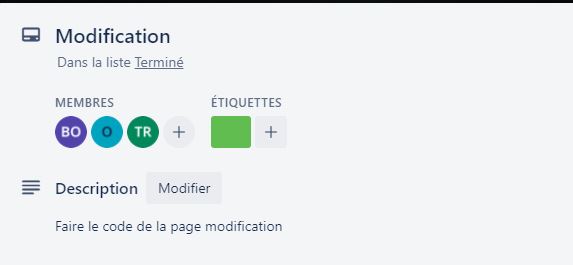 Modification
Dans la liste Terminé
MEMBRES ÉTIQUETTES
BO O TR + +
Description Modifier
Faire le code de la page modification